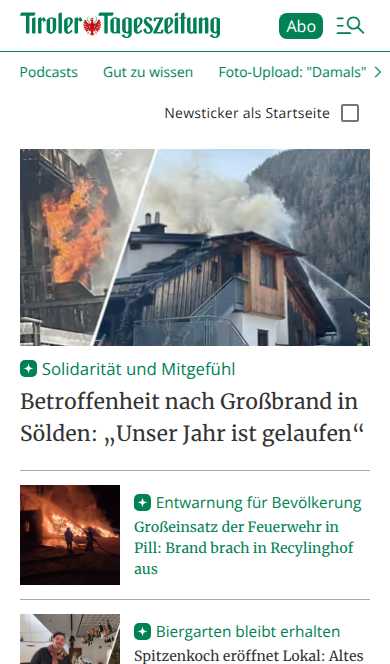 Tiroler Tageszeitung
Abo
Podcasts Gut zu wissen Foto-Upload: "Damals"
Newsticker als Startseite
Solidarität und Mitgefühl
Betroffenheit nach Großbrand in
Sölden: „Unser Jahr ist gelaufen“
Entwarnung für Bevölkerung
Großeinsatz der Feuerwehr in
Pill: Brand brach in Recylinghof
aus
Biergarten bleibt erhalten
Spitzenkoch eröffnet Lokal: Altes